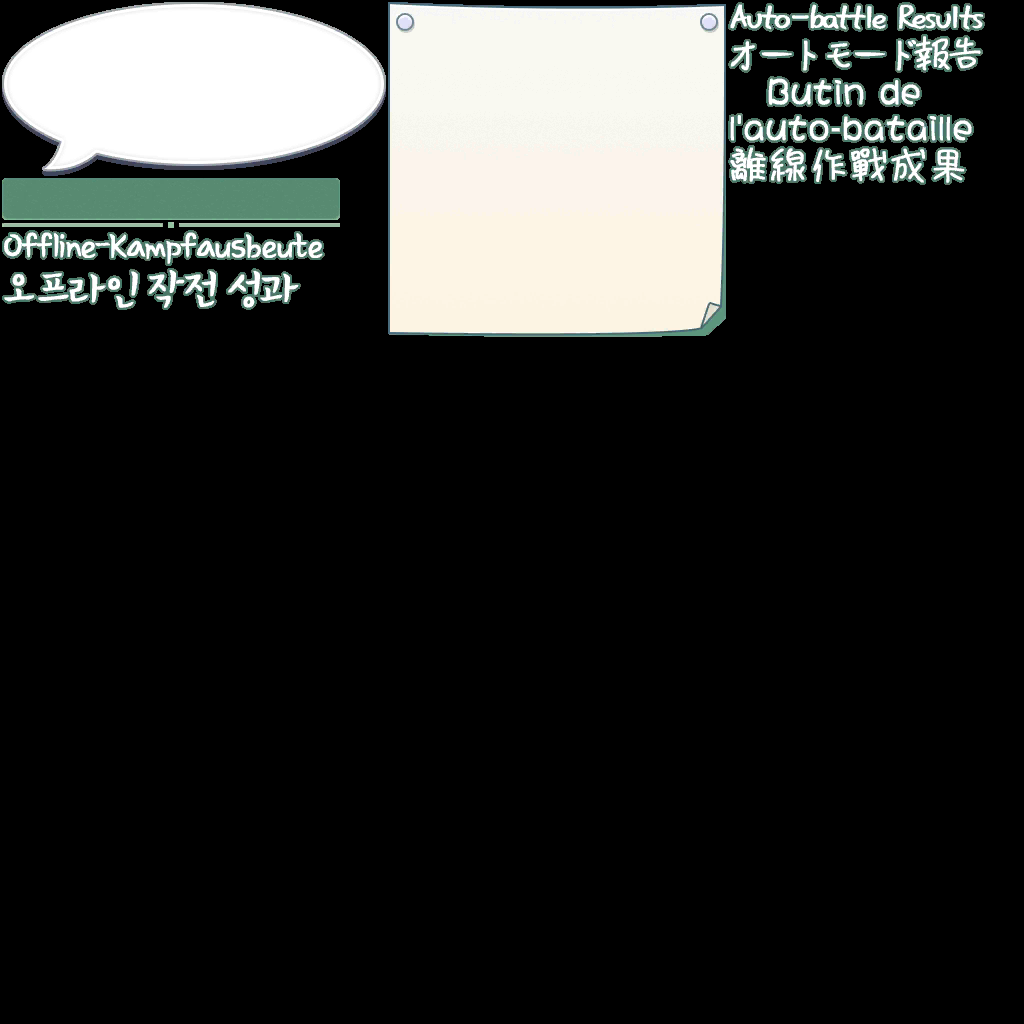 Offline-Kampfausbeute
오프라인 작전 성과
Auto-battle Results
オートモード報告
Butin de
l'auto-bataille
離線作戰成果